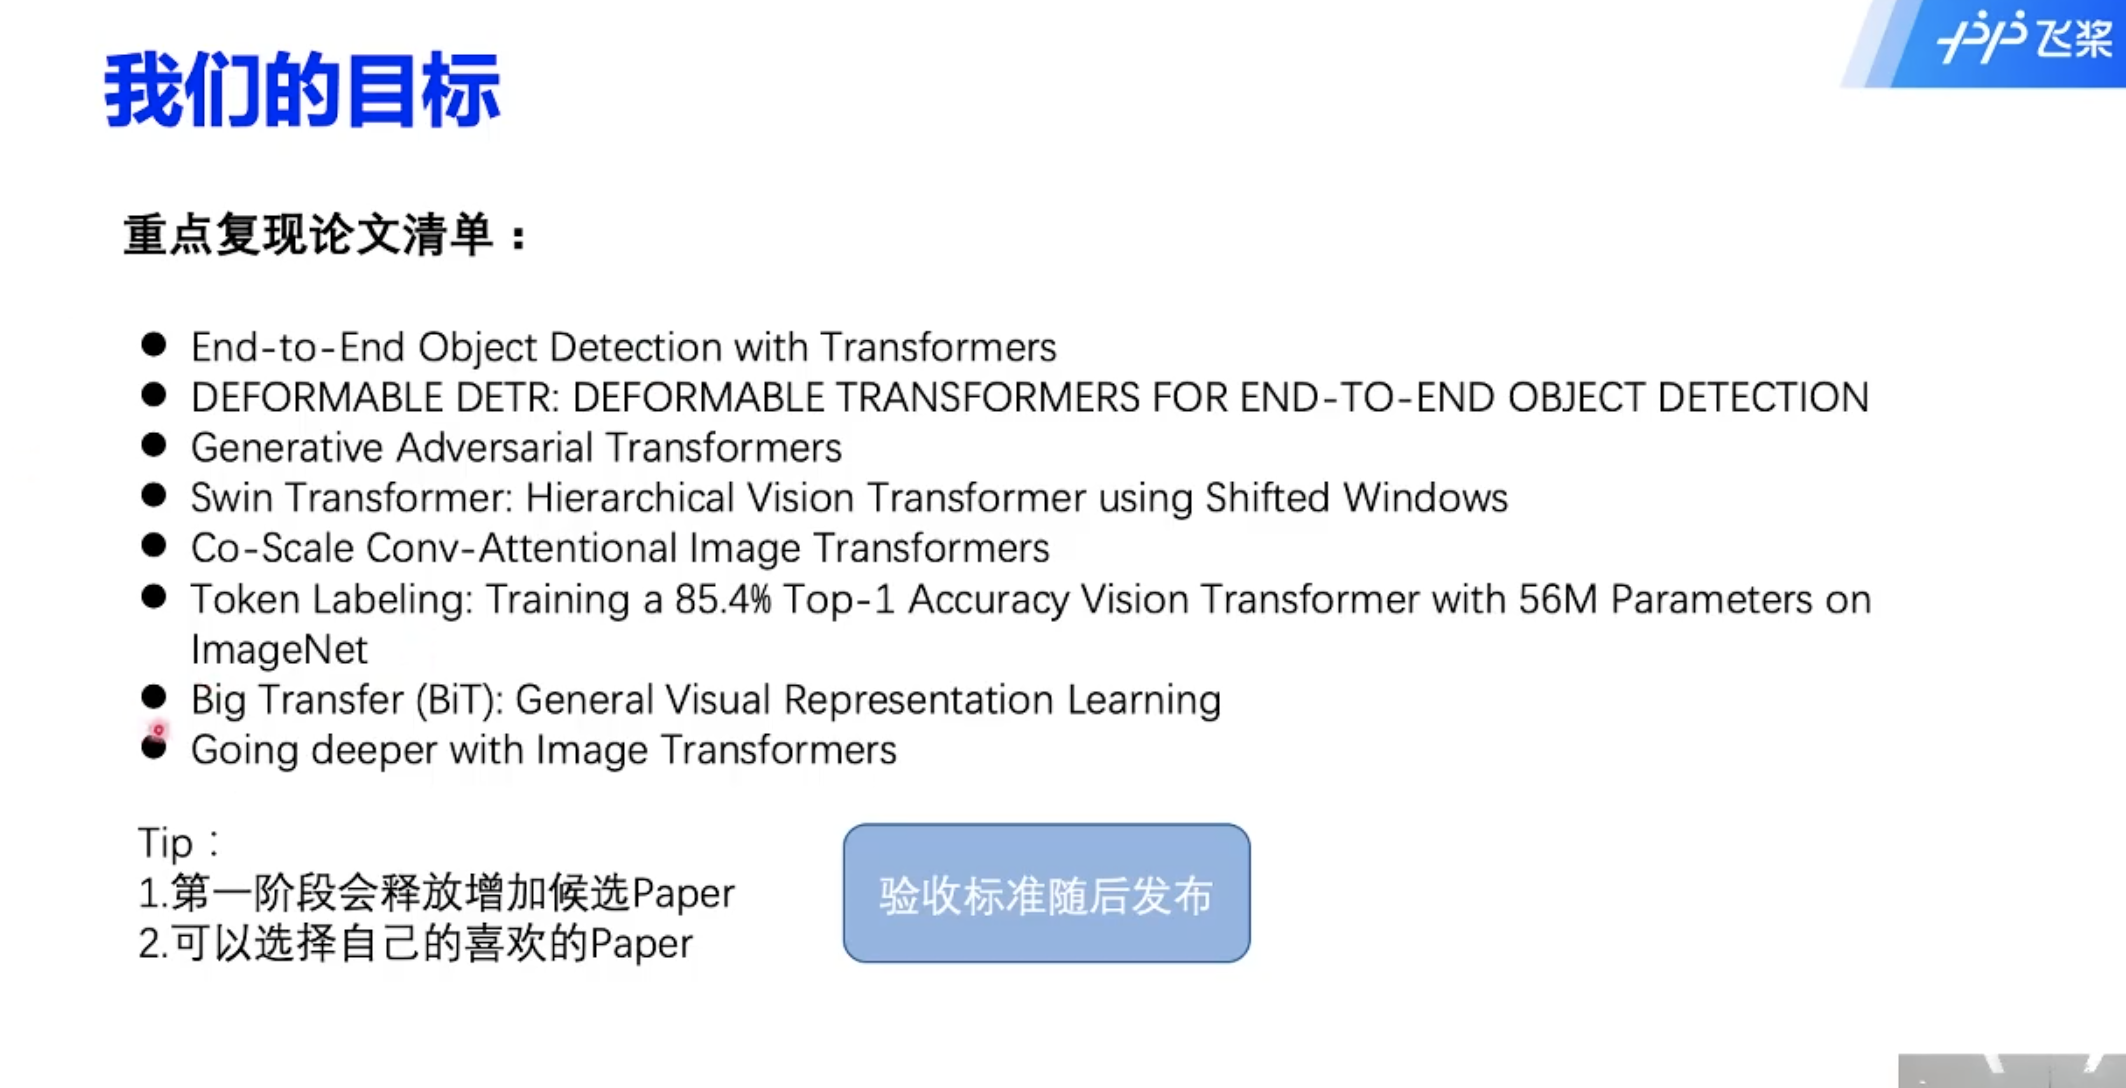 飞桨
我们的目标
重点复现论文清单：
● End-to-End Object Detection with Transformers
● DEFORMABLE DETR: DEFORMABLE TRANSFORMERS FOR END-TO-END OBJECT DETECTION
● Generative Adversarial Transformers
● Swin Transformer: Hierarchical Vision Transformer using Shifted Windows
● Co-Scale Conv-Attentional Image Transformers
● Token Labeling: Training a 85.4% Top-1 Accuracy Vision Transformer with 56M Parameters on
ImageNet
● Big Transfer (BiT): General Visual Representation Learning
● Going deeper with Image Transformers
Tip：
1.第一阶段会释放增加候选Paper
2.可以选择自己的喜欢的Paper
验收标准随后发布